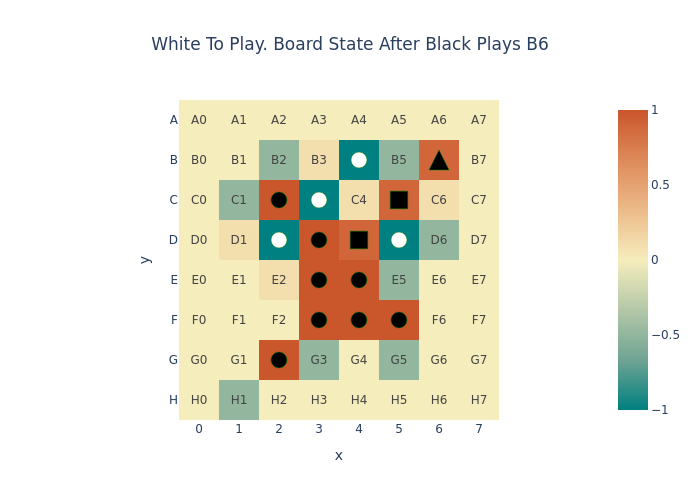 White To Play. Board State After Black Plays B6
A A0 A1 A2 A3 A4 A5 A6 A7
B B0 B1 B2 B3 B5 B7
C C0 C1 C4 C6 C7
D D0 D1 D6 D7
E E0 E1 E2 E5 E6 E7
F F0 F1 F2 F6 F7
G G0 G1 G3 G4 G5 G6 G7
H H0 H1 H2 H3 H4 H5 H6 H7
0 1 2 3 4 5 6 7
x
y
1
0.5
0
−0.5
−1